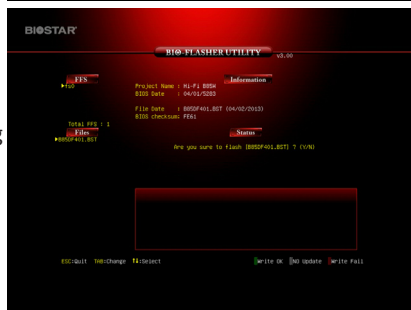 BIOSTAR
BIO-FLASHER UTILITY v3.00
FFS
fs0
Information
Project Name : Hi-Fi B85W
BIOS Date : 04/01/5203
File Date : B85DF401.BST (04/02/2013)
BIOS checksum: FE61
Total FFS : 1
Files
B85DF401.BST
Status
Are you sure to flash [B85DF401.BST] ? (Y/N)
ESC:Quit TAB:Change ↑↓:Select
Write OK
NO Update
Write Fail